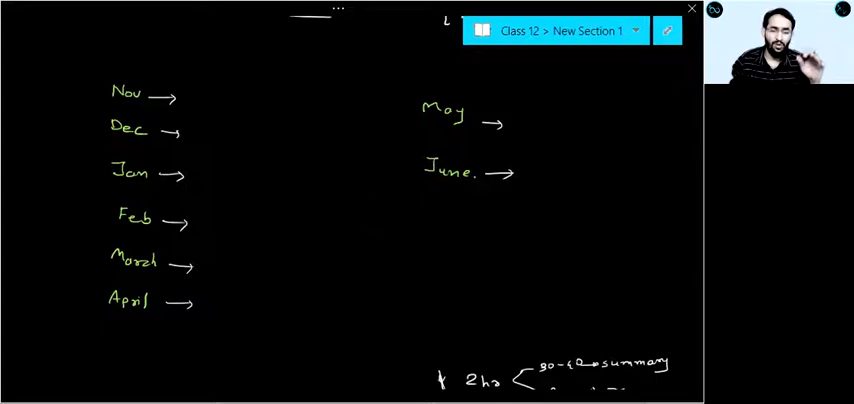 Class 12 > New Section 1
Nov →
Dec →
Jan →
Feb →
March →
April →
May →
June. →
2hr
summary